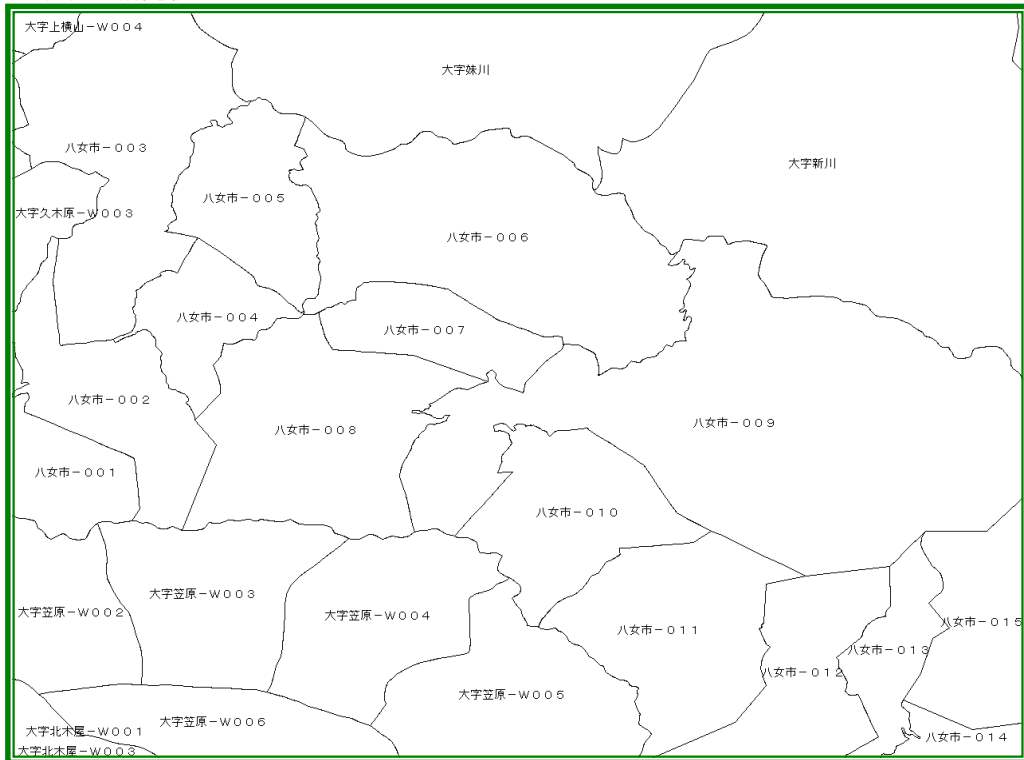 大字上横山－Ｗ００４
大字妹川
八女市－００３
大字新川
八女市－００５
大字久木原－Ｗ００３
八女市－００６
八女市－００４
八女市－００７
八女市－００２
八女市－００９
八女市－００８
八女市－００１
八女市－０１０
大字笠原－Ｗ００３
大字笠原－Ｗ００２
大字笠原－Ｗ００４
八女市－０１５
八女市－０１１
八女市－０１３
八女市－０１２
大字笠原－Ｗ００５
大字笠原－Ｗ００６
大字北木屋－Ｗ００１
八女市－０１４
大字北木屋－Ｗ００３